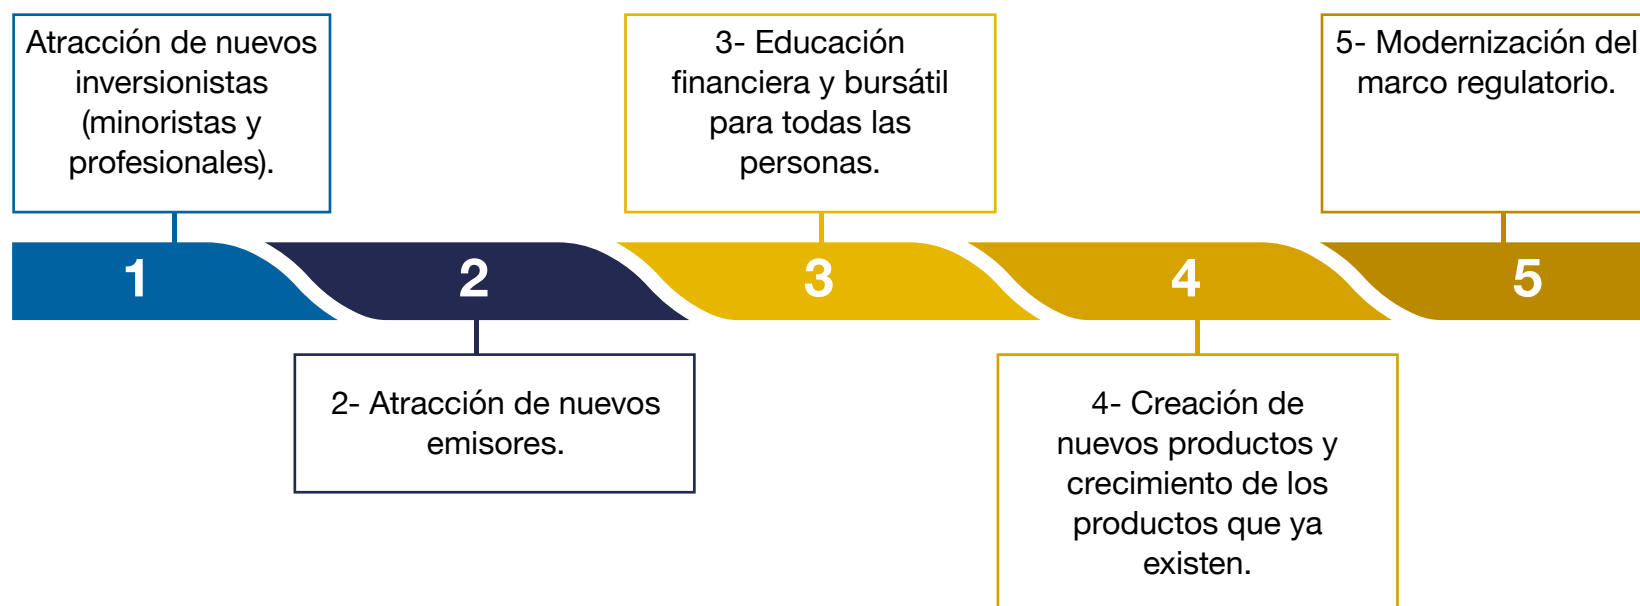 Atracción de nuevos
inversionistas
(minoristas y
profesionales).
3- Educación
financiera y bursátil
para todas las
personas.
5- Modernización del
marco regulatorio.
1
2
3
4
5
2- Atracción de nuevos
emisores.
4- Creación de
nuevos productos y
crecimiento de los
productos que ya
existen.